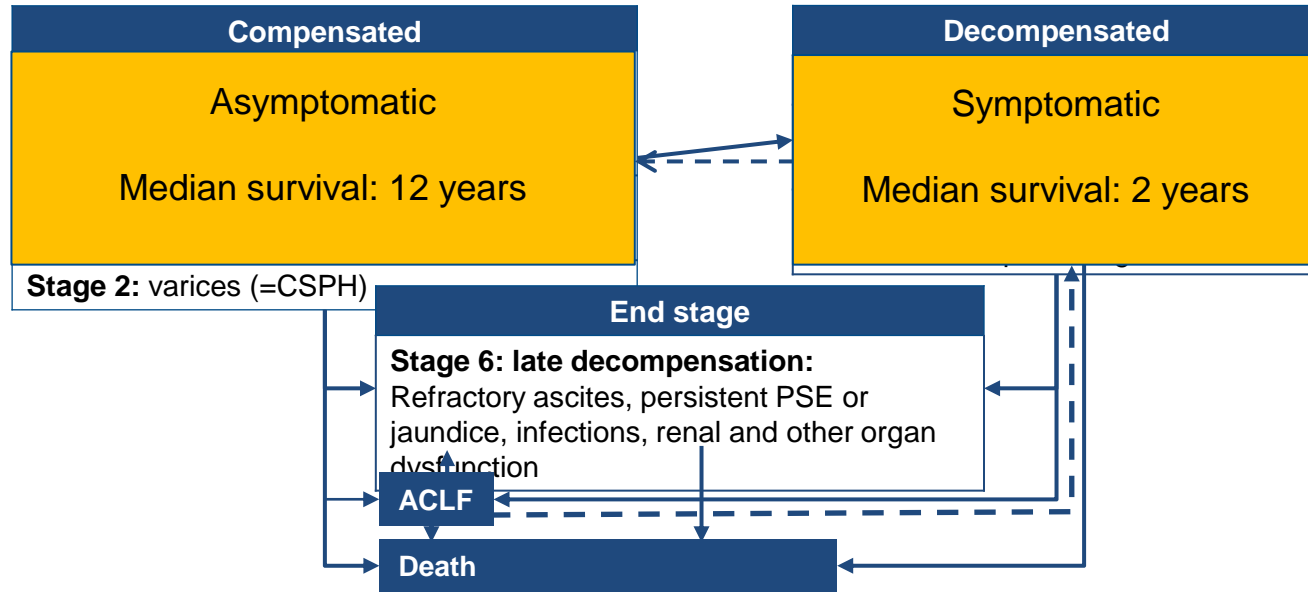 Compensated
Asymptomatic
Median survival: 12 years
Stage 2: varices (=CSPH)
Decompensated
Symptomatic
Median survival: 2 years
End stage
Stage 6: late decompensation:
Refractory ascites, persistent PSE or
jaundice, infections, renal and other organ
dysfunction
ACLF
Death